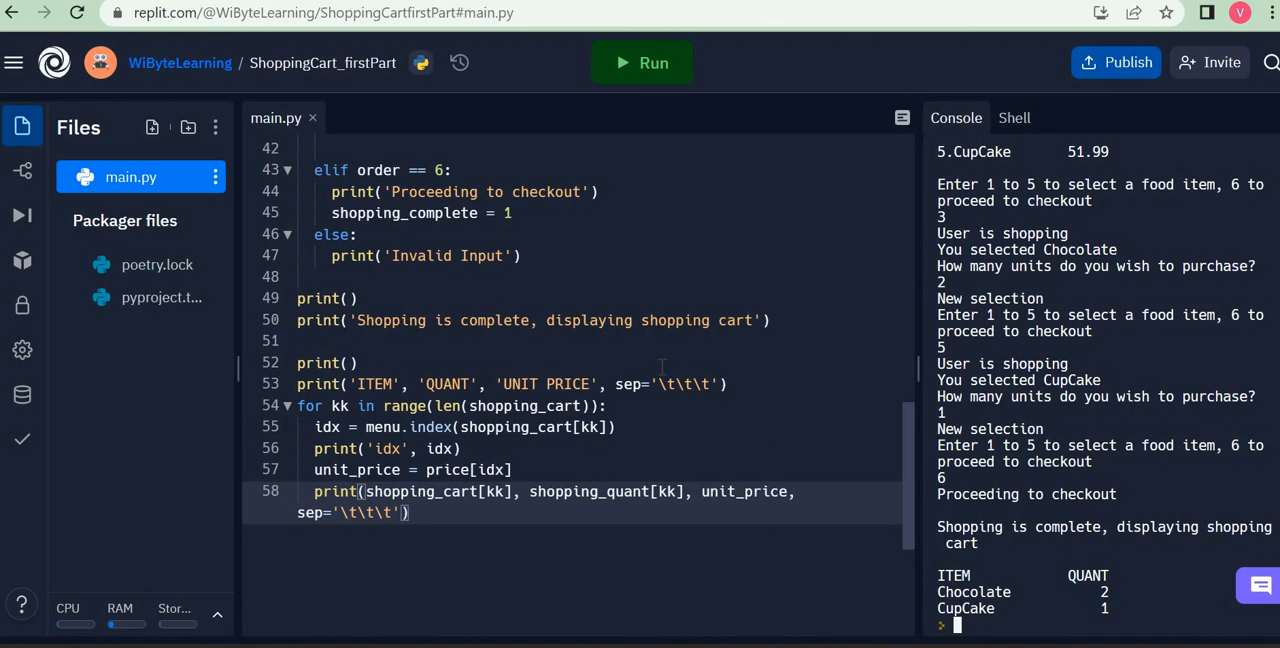 replit.com/@WiByteLearning/ShoppingCartfirstPart#main.py
V
WiByteLearning / ShoppingCart_firstPart
Run
Publish
Invite
Files
main.py
Packager files
poetry.lock
pyproject.t...
?
CPU RAM Stor...
main.py
42
43 elif order == 6:
44 print('Proceeding to checkout')
45 shopping_complete = 1
46 else:
47 print('Invalid Input')
48
49 print()
50 print('Shopping is complete, displaying shopping cart')
51
52 print()
53 print('ITEM', 'QUANT', 'UNIT PRICE', sep='\t\t\t')
54 for kk in range(len(shopping_cart)):
55 idx = menu.index(shopping_cart[kk])
56 print('idx', idx)
57 unit_price = price[idx]
58 print(shopping_cart[kk], shopping_quant[kk], unit_price,
sep='\t\t\t')
Console Shell
5.CupCake 51.99
Enter 1 to 5 to select a food item, 6 to
proceed to checkout
3
User is shopping
You selected Chocolate
How many units do you wish to purchase?
2
New selection
Enter 1 to 5 to select a food item, 6 to
proceed to checkout
5
User is shopping
You selected CupCake
How many units do you wish to purchase?
1
New selection
Enter 1 to 5 to select a food item, 6 to
proceed to checkout
6
Proceeding to checkout
Shopping is complete, displaying shopping
cart
ITEM QUANT
Chocolate 2
CupCake 1